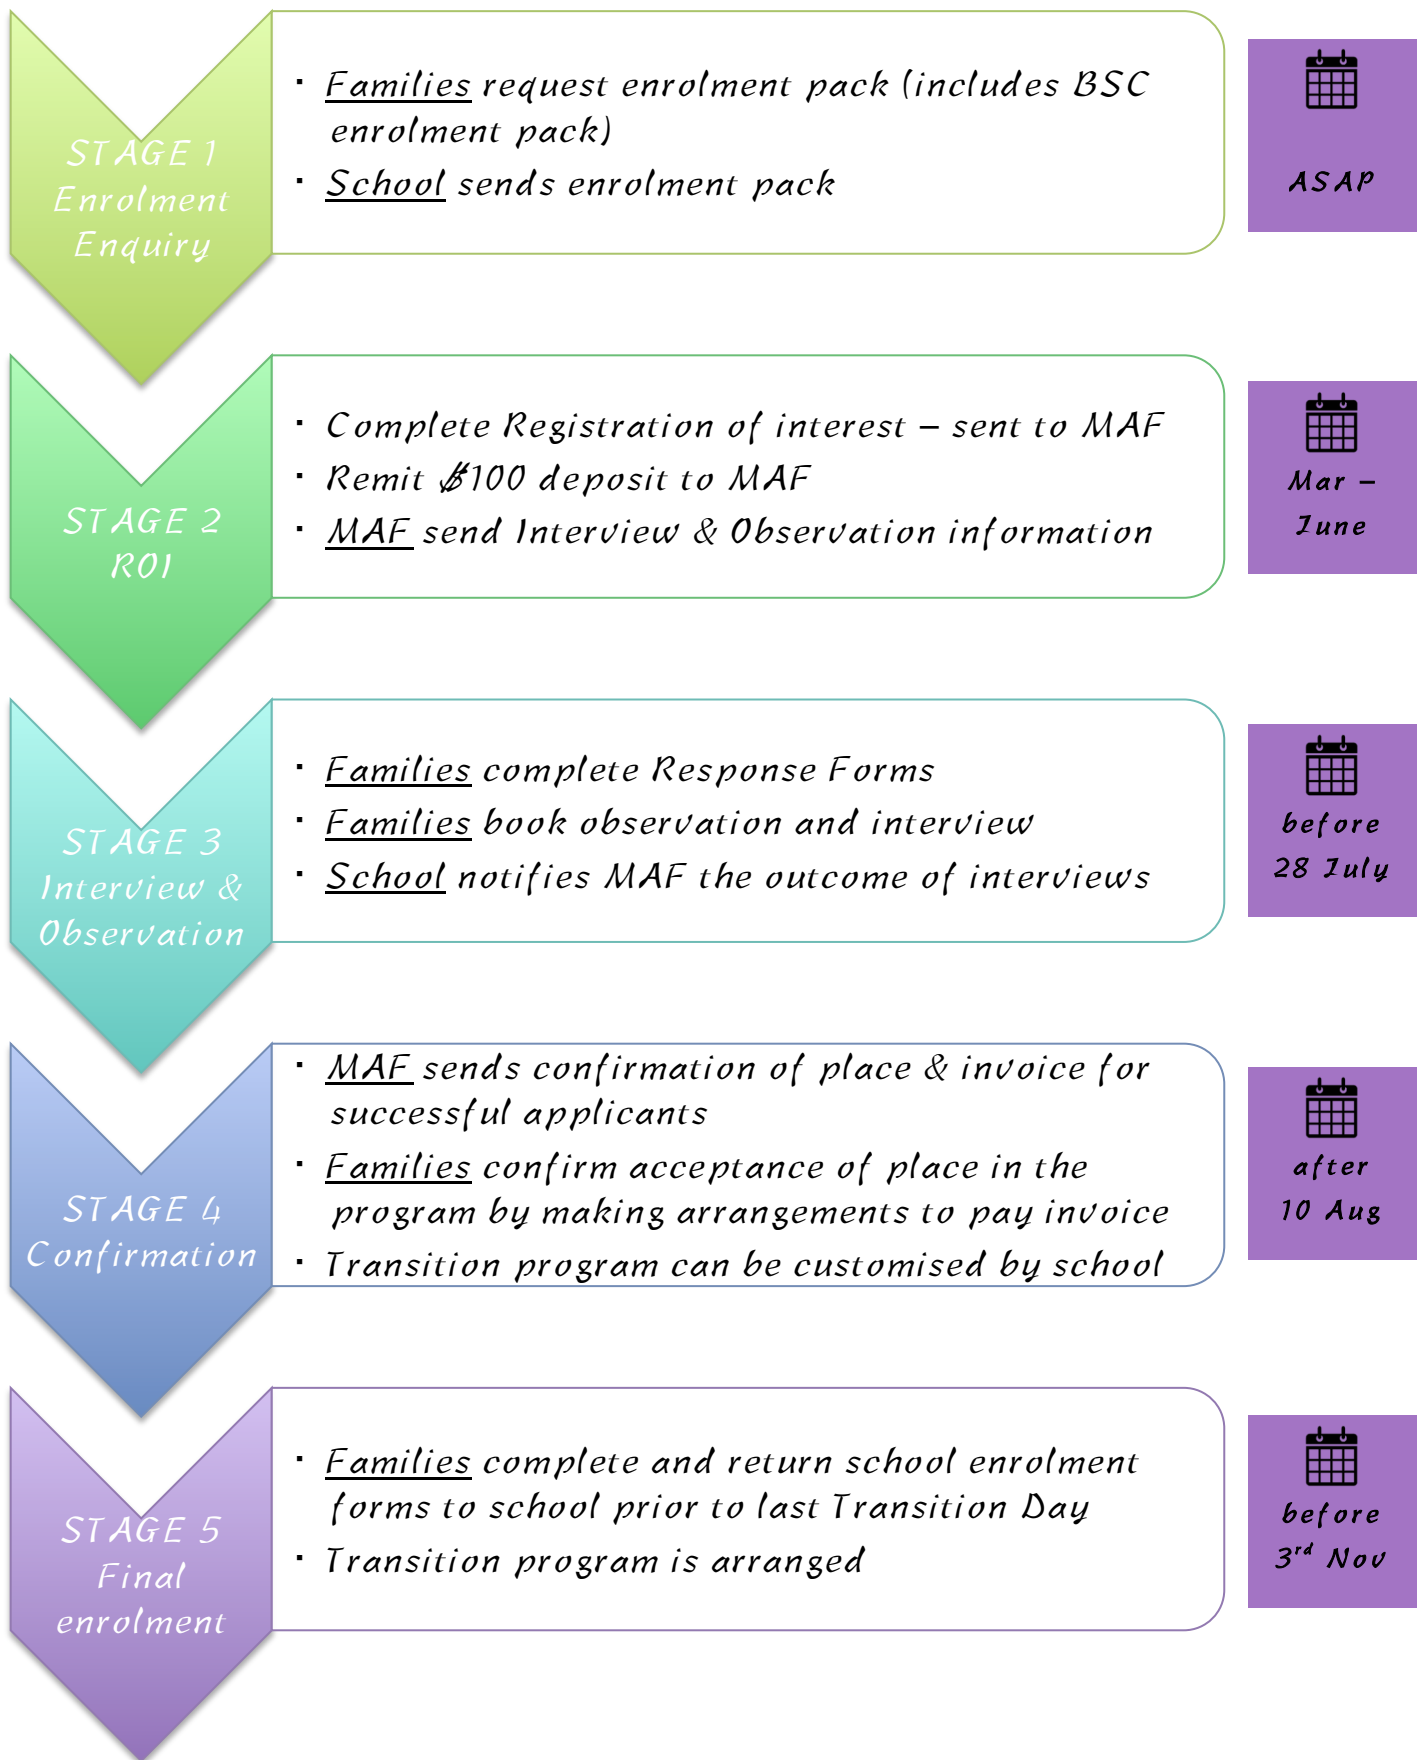 STAGE 1
Enrolment
Enquiry
▪ Families request enrolment pack (includes BSC
enrolment pack)
▪ School sends enrolment pack
ASAP
STAGE 2
ROI
▪ Complete Registration of interest – sent to MAF
▪ Remit $100 deposit to MAF
▪ MAF send Interview & Observation information
Mar –
June
STAGE 3
Interview &
Observation
▪ Families complete Response Forms
▪ Families book observation and interview
▪ School notifies MAF the outcome of interviews
before
28 July
STAGE 4
Confirmation
▪ MAF sends confirmation of place & invoice for
successful applicants
▪ Families confirm acceptance of place in the
program by making arrangements to pay invoice
▪ Transition program can be customised by school
after
10 Aug
STAGE 5
Final
enrolment
▪ Families complete and return school enrolment
forms to school prior to last Transition Day
▪ Transition program is arranged
before
3rd Nov